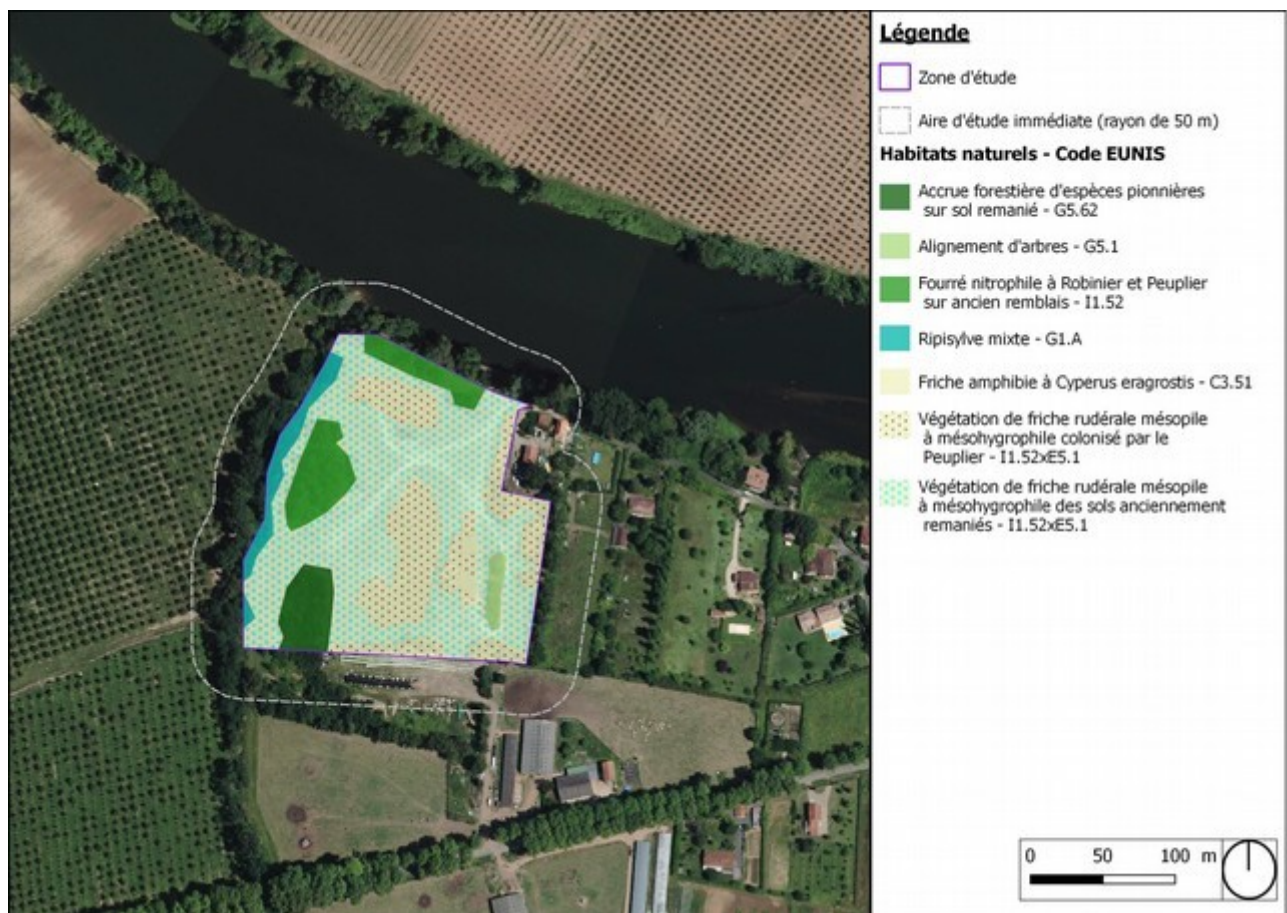 Légende
Zone d'étude
Aire d'étude immédiate (rayon de 50 m)
Habitats naturels - Code EUNIS
Accrue forestière d'espèces pionnières
sur sol remanié - G5.62
Alignement d'arbres - G5.1
Fourré nitrophile à Robinier et Peuplier
sur ancien remblais - I1.52
Ripisylve mixte - G1.A
Friche amphibie à Cyperus eragrostis - C3.51
Végétation de friche rudérale mésopile
à mésohygrophile colonisé par le
Peuplier - I1.52xE5.1
Végétation de friche rudérale mésopile
à mésohygrophile des sols anciennement
remaniés - I1.52xE5.1
0 50 100 m